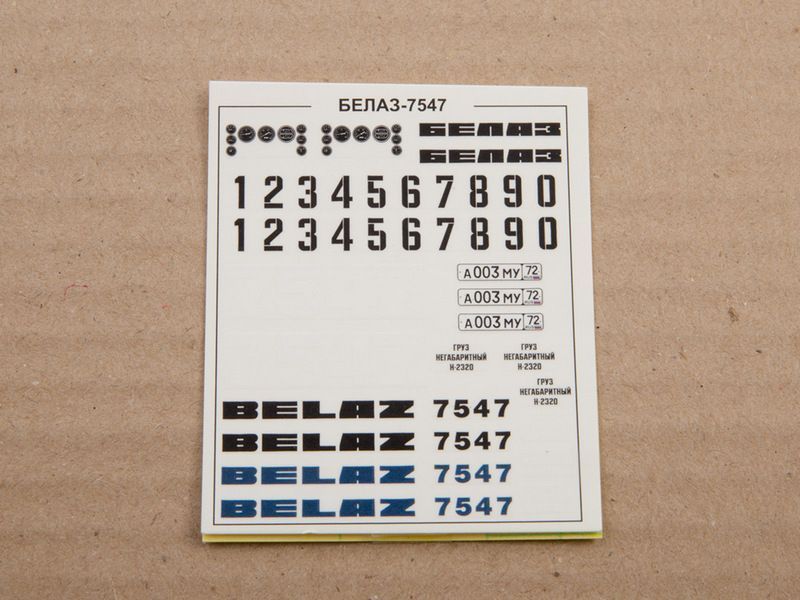 БЕЛАЗ-7547
БЕЛАЗ
БЕЛАЗ
1 2 3 4 5 6 7 8 9 0
1 2 3 4 5 6 7 8 9 0
А 003 МУ 72
А 003 МУ 72
А 003 МУ 72
ГРУЗ
НЕГАБАРИТНЫЙ
Н-2320
ГРУЗ
НЕГАБАРИТНЫЙ
Н-2320
ГРУЗ
НЕГАБАРИТНЫЙ
Н-2320
BELAZ 7547
BELAZ 7547
BELAZ 7547
BELAZ 7547